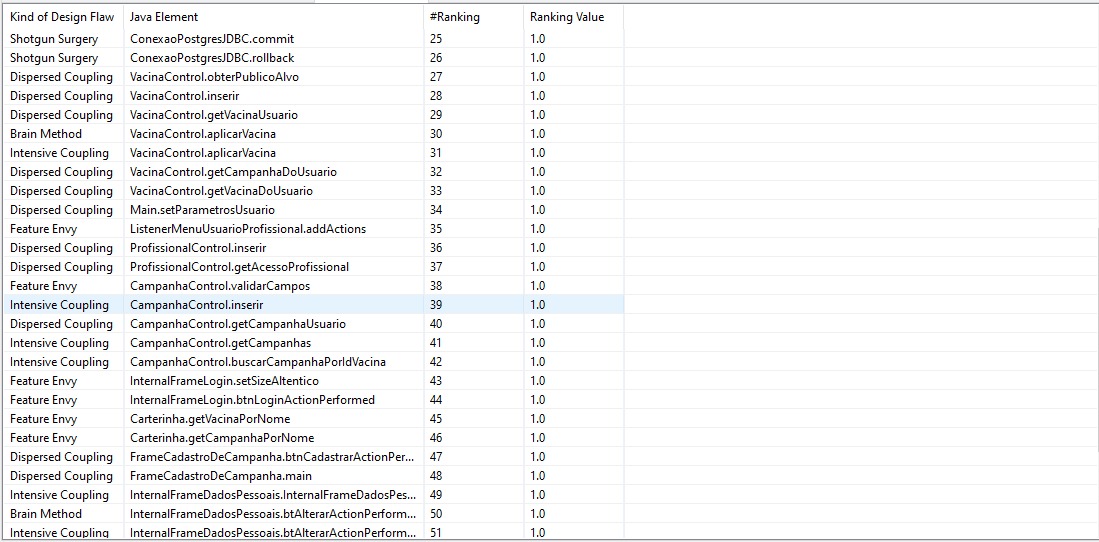 Kind of Design Flaw Java Element #Ranking Ranking Value
Shotgun Surgery ConexaoPostgresJDBC.commit 25 1.0
Shotgun Surgery ConexaoPostgresJDBC.rollback 26 1.0
Dispersed Coupling VacinaControl.obterPublicoAlvo 27 1.0
Dispersed Coupling VacinaControl.inserir 28 1.0
Dispersed Coupling VacinaControl.getVacinaUsuario 29 1.0
Brain Method VacinaControl.aplicarVacina 30 1.0
Intensive Coupling VacinaControl.aplicarVacina 31 1.0
Dispersed Coupling VacinaControl.getCampanhaDoUsuario 32 1.0
Dispersed Coupling VacinaControl.getVacinaDoUsuario 33 1.0
Dispersed Coupling Main.setParametrosUsuario 34 1.0
Feature Envy ListenerMenuUsuarioProfissional.addActions 35 1.0
Dispersed Coupling ProfissionalControl.inserir 36 1.0
Dispersed Coupling ProfissionalControl.getAcessoProfissional 37 1.0
Feature Envy CampanhaControl.validarCampos 38 1.0
Intensive Coupling CampanhaControl.inserir 39 1.0
Dispersed Coupling CampanhaControl.getCampanhaUsuario 40 1.0
Intensive Coupling CampanhaControl.getCampanhas 41 1.0
Intensive Coupling CampanhaControl.buscarCampanhaPorIdVacina 42 1.0
Feature Envy InternalFrameLogin.setSizeAltentico 43 1.0
Feature Envy InternalFrameLogin.btnLoginActionPerformed 44 1.0
Feature Envy Carterinha.getVacinaPorNome 45 1.0
Feature Envy Carterinha.getCampanhaPorNome 46 1.0
Dispersed Coupling FrameCadastroDeCampanha.btnCadastrarActionPer... 47 1.0
Dispersed Coupling FrameCadastroDeCampanha.main 48 1.0
Intensive Coupling InternalFrameDadosPessoais.InternalFrameDadosPes... 49 1.0
Brain Method InternalFrameDadosPessoais.btAlterarActionPerform... 50 1.0
Intensive Coupling InternalFrameDadosPessoais.btAlterarActionPerform... 51 1.0